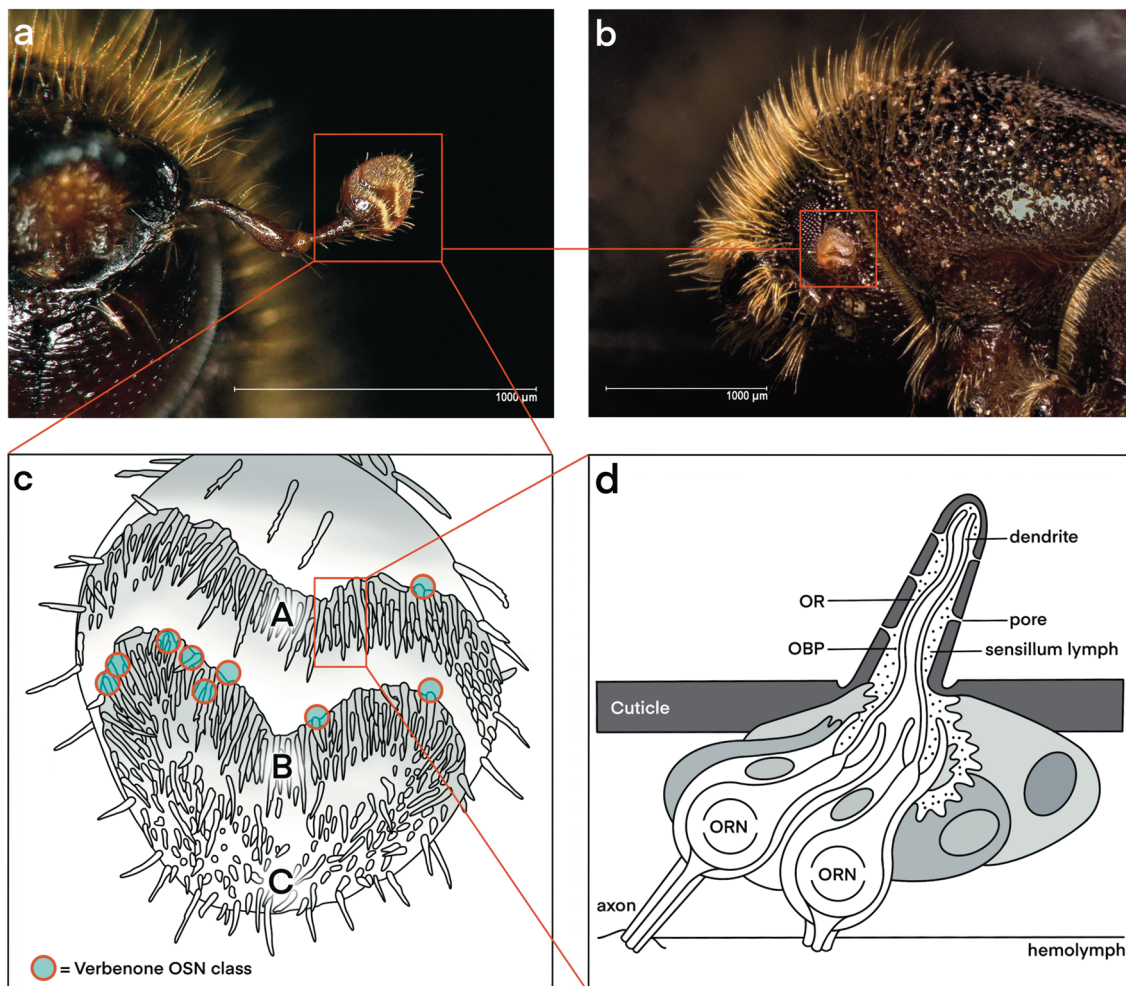 a
1000 µm
b
1000 µm
c
A
B
C
= Verbenone OSN class
d
dendrite
OR
pore
OBP
sensillum lymph
Cuticle
ORN
ORN
axon
hemolymph